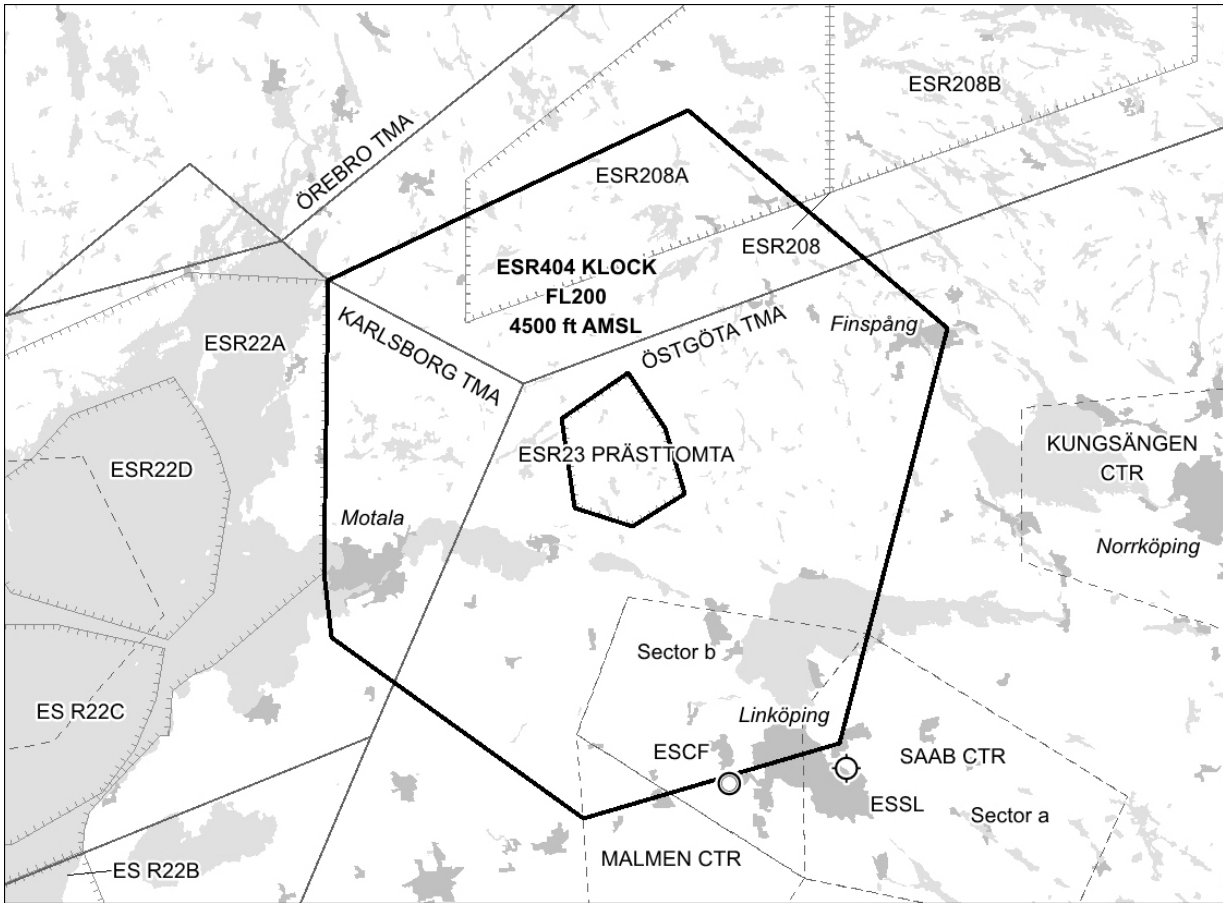 ESR208B
ÖREBRO TMA
ESR208A
ESR208
ESR404 KLOCK
FL200
4500 ft AMSL
KARLSBORG TMA
ÖSTGÖTA TMA
Finspång
ESR22A
ESR23 PRÄSTTOMTA
KUNGSÄNGEN
CTR
ESR22D
Motala
Norrköping
Sector b
ES R22C
Linköping
ESCF
SAAB CTR
ESSL
Sector a
MALMEN CTR
ES R22B